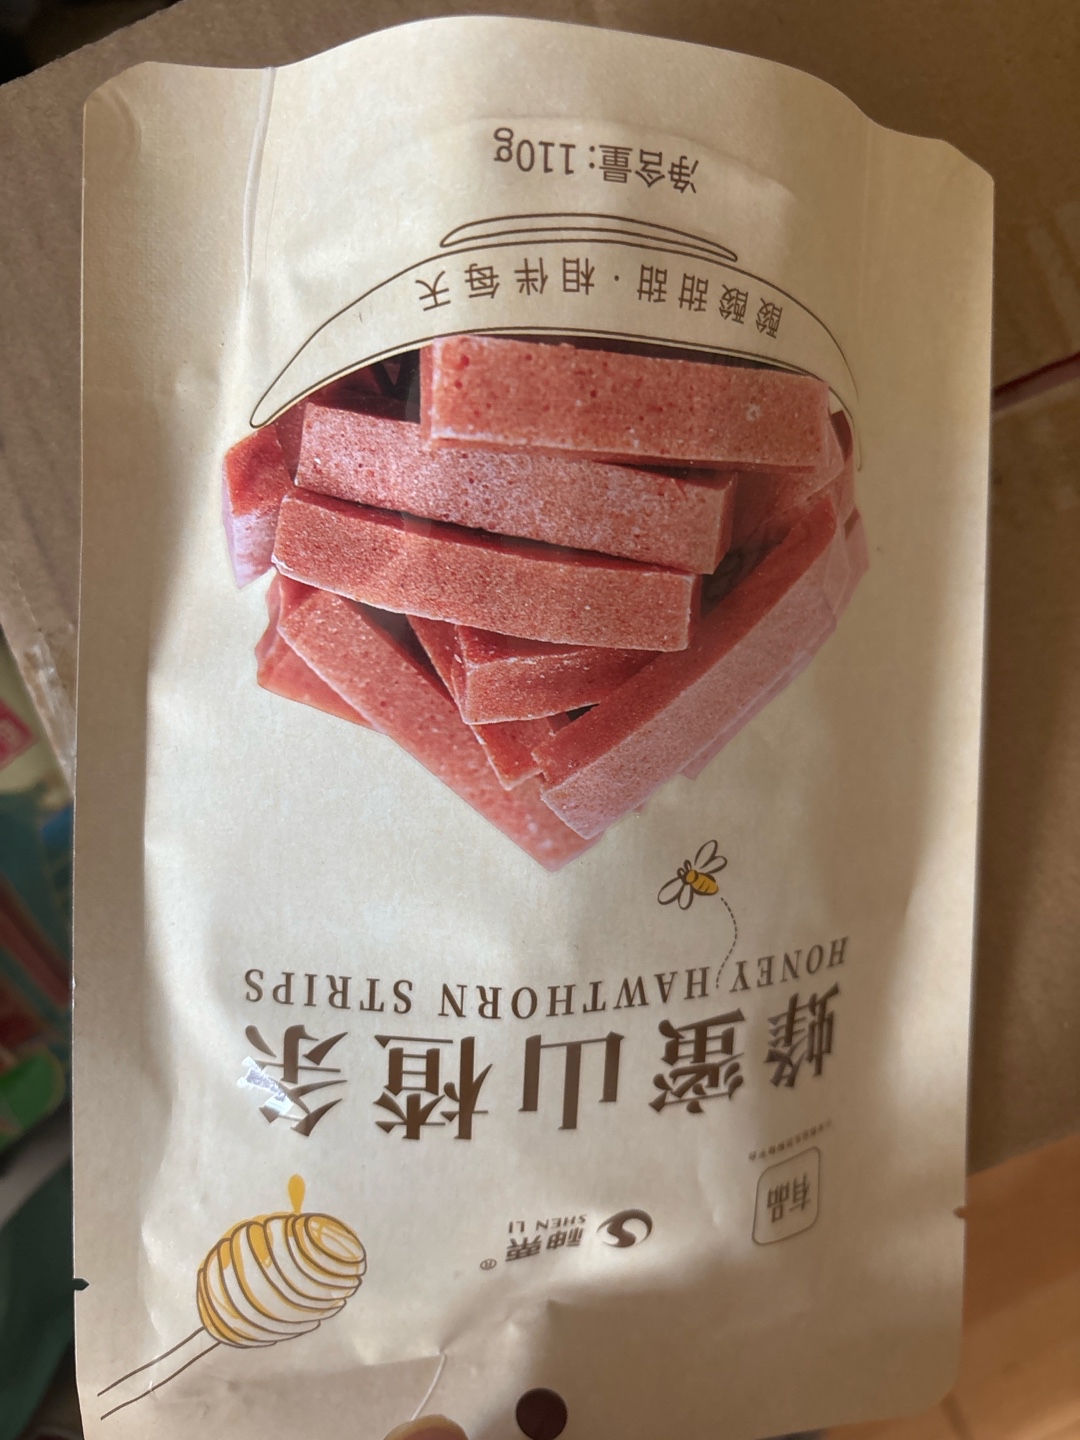 有品
神栗®
SHEN LI
蜂蜜山楂条
HONEY HAWTHORN STRIPS
酸酸甜甜·相伴每天
净含量：110g